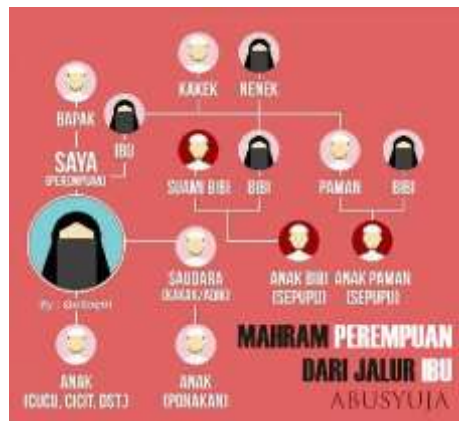 KAKEK
NENEK
BAPAK
IBU
SAYA
(PEREMPUAN)
SUAMI BIBI
BIBI
PAMAN
BIBI
SAUDARA
(KAKAK/ADIK)
ANAK BIBI
(SEPUPU)
ANAK PAMAN
(SEPUPU)
ANAK
(CUCU, CICIT, DST.)
ANAK
(PONAKAN)
MAHRAM PEREMPUAN
DARI JALUR IBU
ABUSYUJA